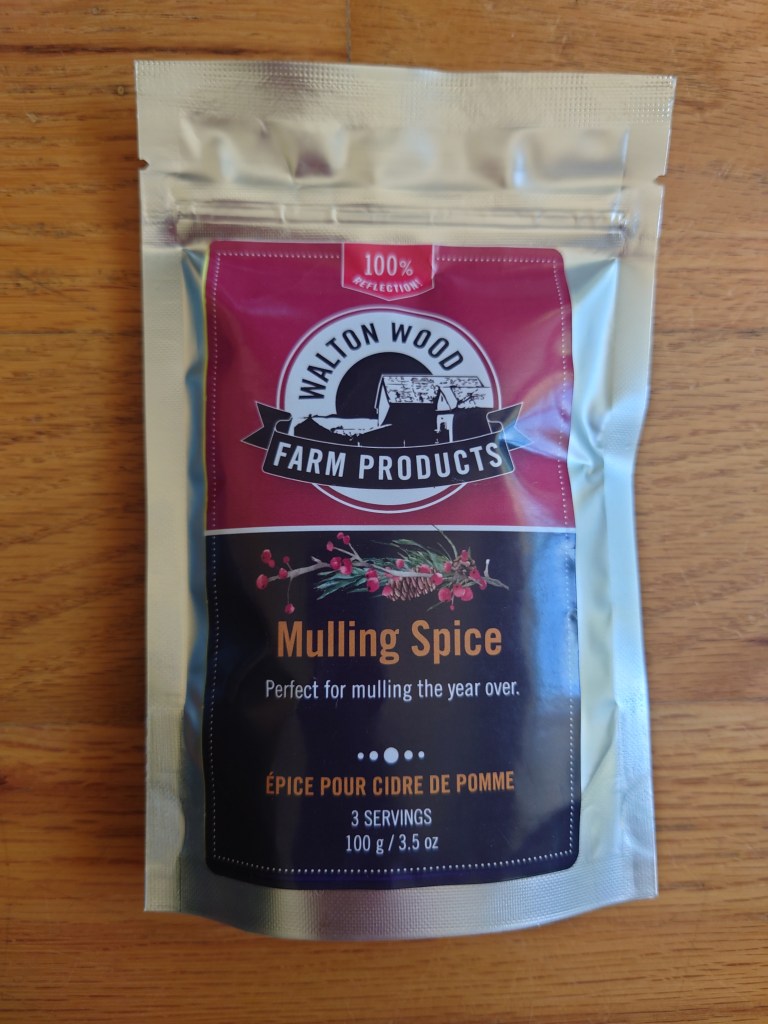 100%
REFLECTION!
WALTON WOOD
FARM PRODUCTS
Mulling Spice
Perfect for mulling the year over.
ÉPICE POUR CIDRE DE POMME
3 SERVINGS
100 g / 3.5 oz